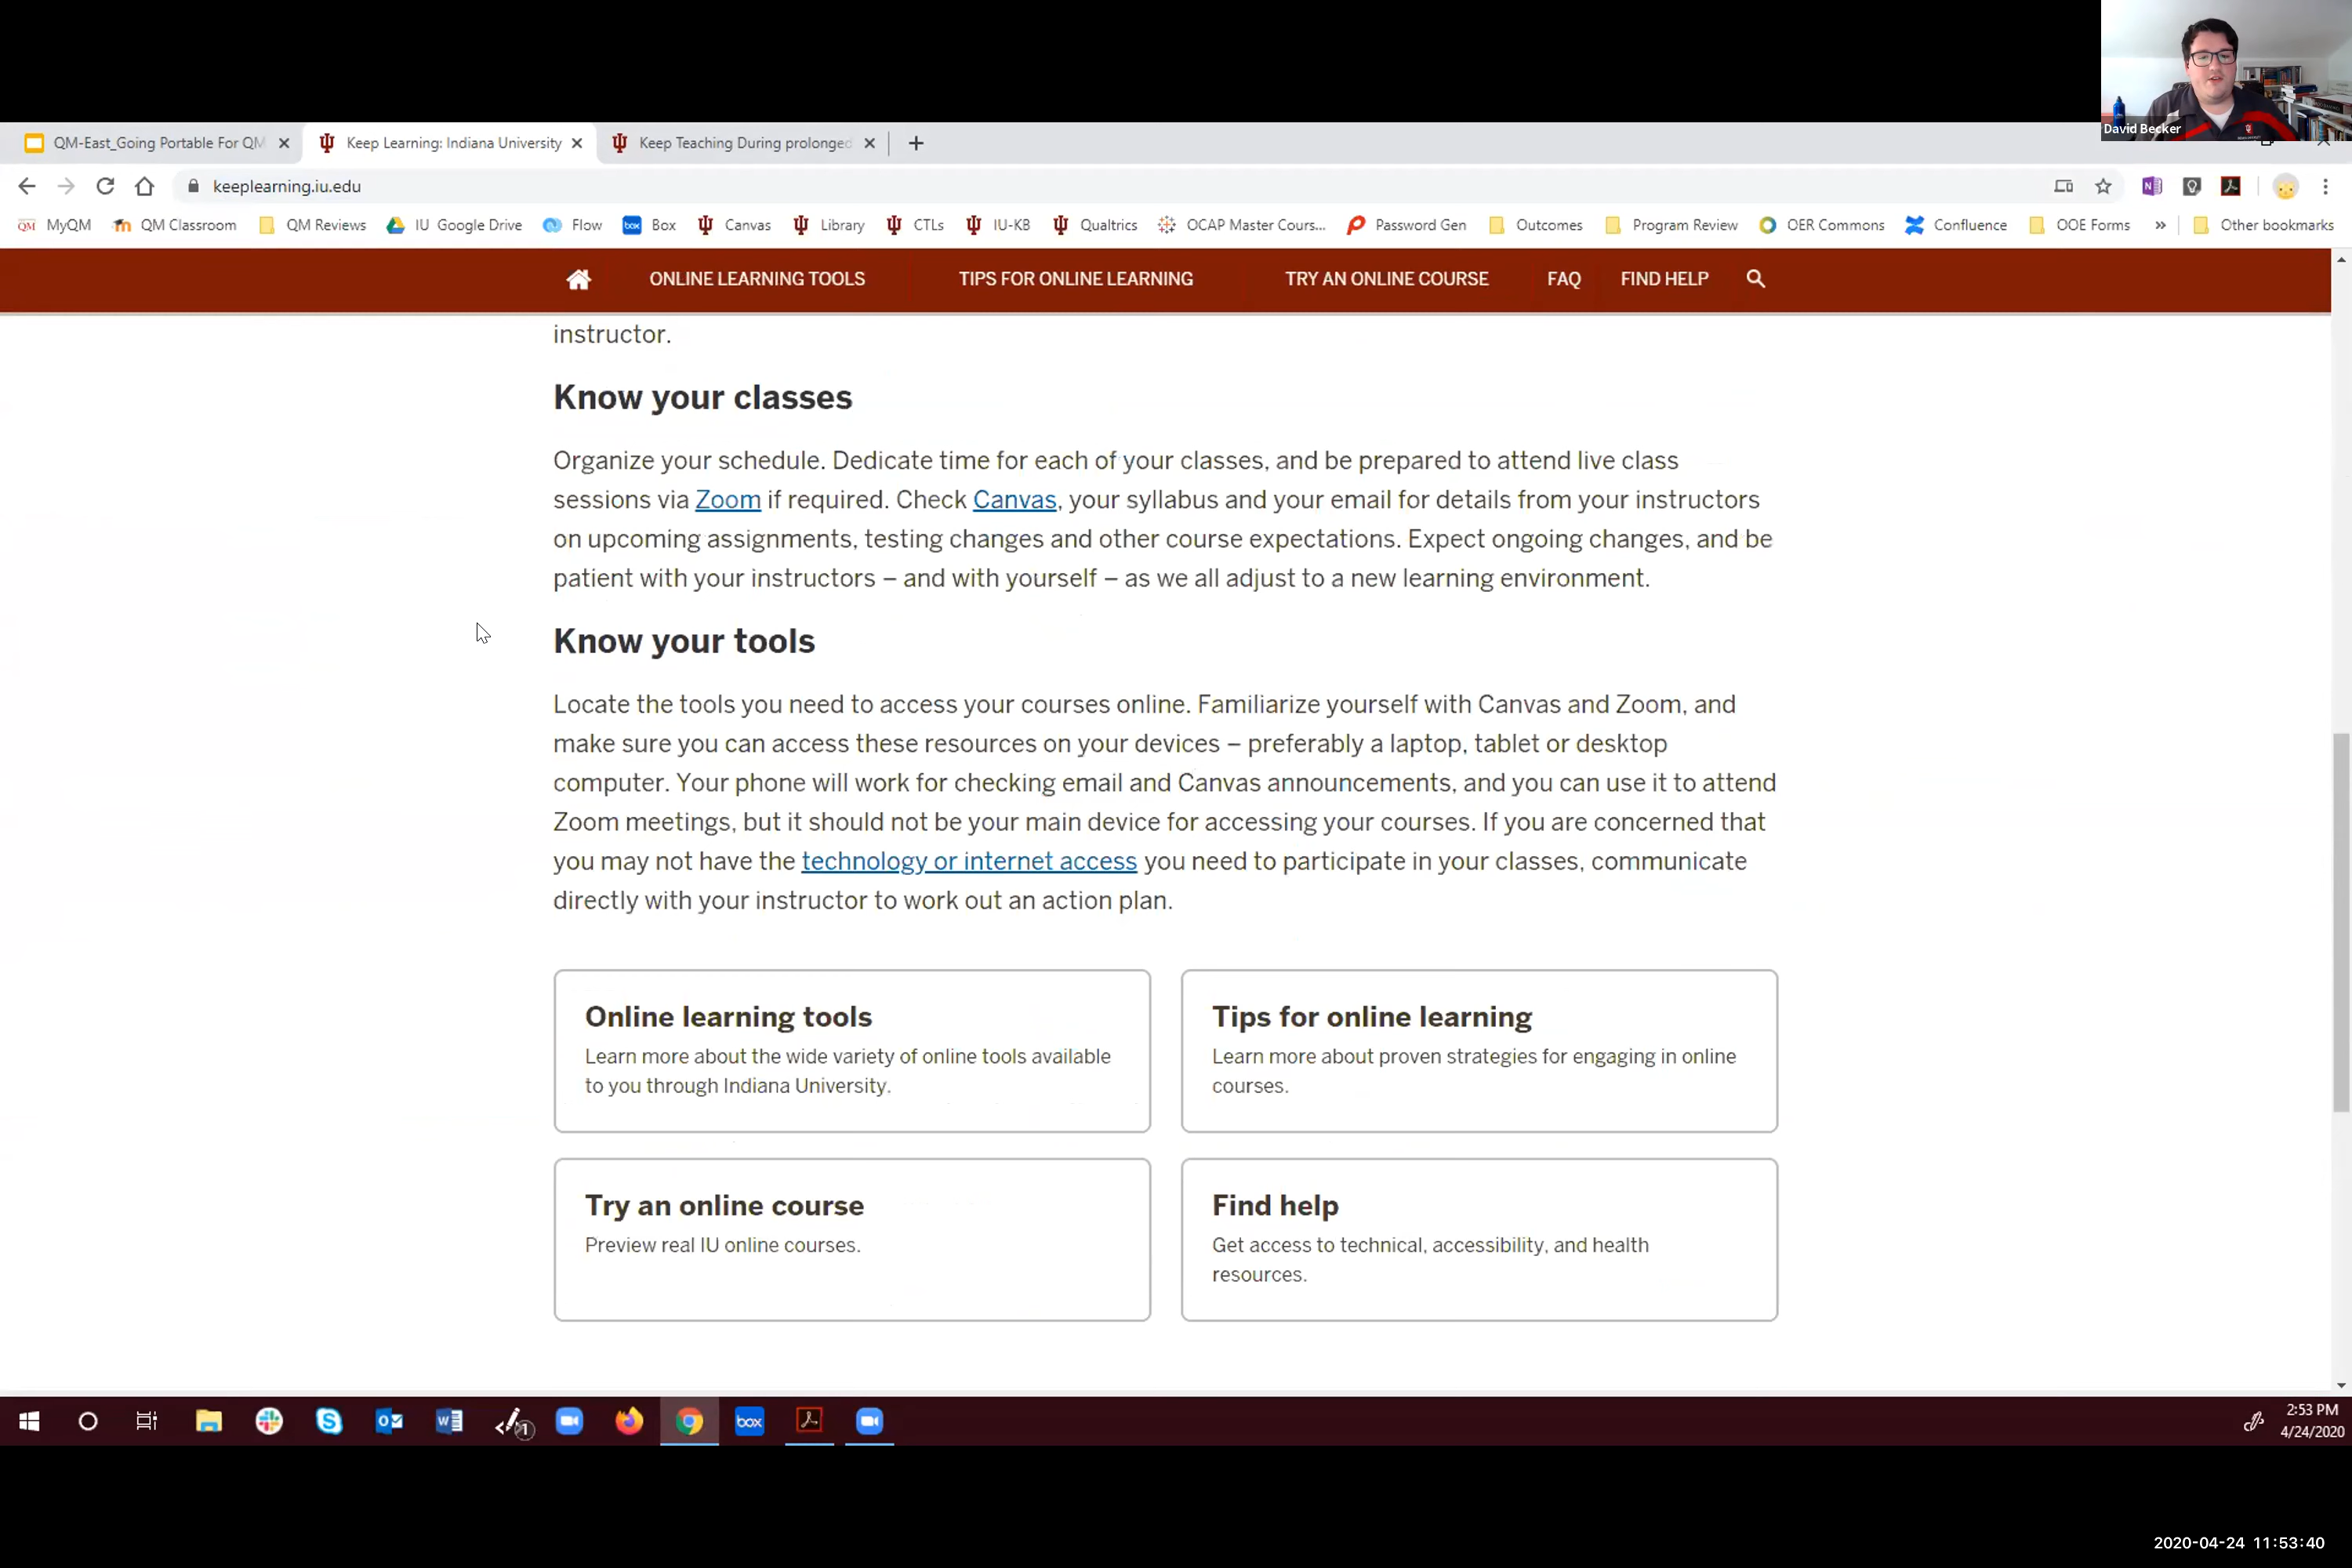 David Becker
QM-East_Going Portable For QM
Keep Learning: Indiana University
Keep Teaching During prolonged
keeplearning.iu.edu
QM MyQM
QM Classroom
QM Reviews
IU Google Drive
Flow
box Box
Canvas
Library
CTLs
IU-KB
Qualtrics
OCAP Master Cours...
Password Gen
Outcomes
Program Review
OER Commons
Confluence
OOE Forms
»
Other bookmarks
ONLINE LEARNING TOOLS
TIPS FOR ONLINE LEARNING
TRY AN ONLINE COURSE
FAQ
FIND HELP
instructor.
Know your classes
Organize your schedule. Dedicate time for each of your classes, and be prepared to attend live class
sessions via Zoom if required. Check Canvas, your syllabus and your email for details from your instructors
on upcoming assignments, testing changes and other course expectations. Expect ongoing changes, and be
patient with your instructors – and with yourself – as we all adjust to a new learning environment.
Know your tools
Locate the tools you need to access your courses online. Familiarize yourself with Canvas and Zoom, and
make sure you can access these resources on your devices – preferably a laptop, tablet or desktop
computer. Your phone will work for checking email and Canvas announcements, and you can use it to attend
Zoom meetings, but it should not be your main device for accessing your courses. If you are concerned that
you may not have the technology or internet access you need to participate in your classes, communicate
directly with your instructor to work out an action plan.
Online learning tools
Learn more about the wide variety of online tools available
to you through Indiana University.
Tips for online learning
Learn more about proven strategies for engaging in online
courses.
Try an online course
Preview real IU online courses.
Find help
Get access to technical, accessibility, and health
resources.
box
2:53 PM
4/24/2020
2020-04-24 11:53:40